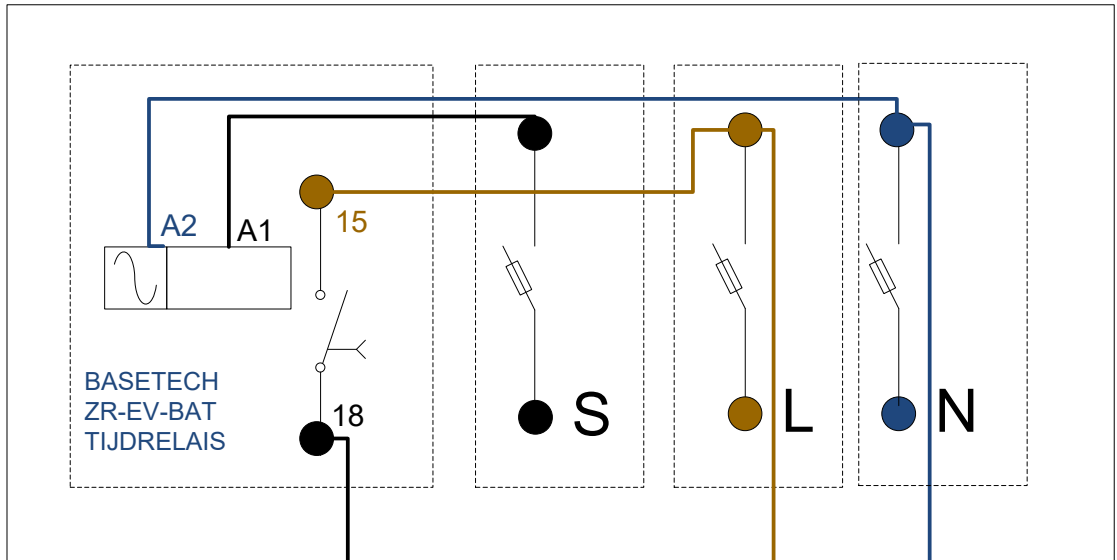 A2
A1
15
BASETECH
ZR-EV-BAT
TIJDRELAIS
18
S
L
N